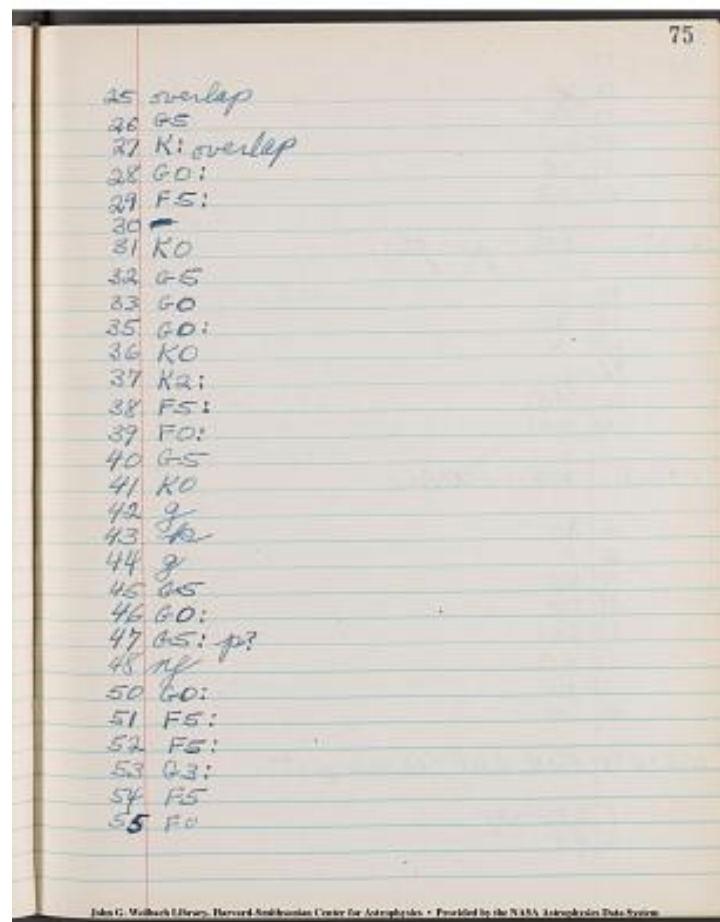 75
25 overlap
26 G5
27 K: overlap
28 G0:
29 F5:
30 -
31 K0
32 G5
33 G0
35 G0:
36 K0
37 K2:
38 F5:
39 F0:
40 G5
41 K0
42 g
43 k
44 g
45 G5
46 G0:
47 G5: p?
48 nf
50 G0:
51 F5:
52 F5:
53 G3:
54 F5
55 F0
John G. Wolbach Library, Harvard-Smithsonian Center for Astrophysics • Provided by the NASA Astrophysics Data System